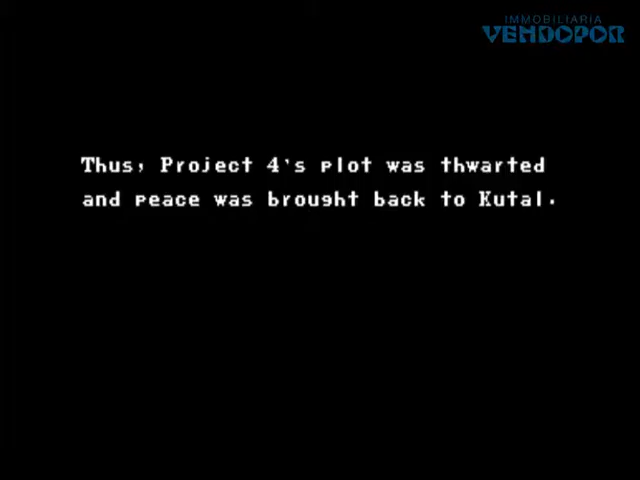 IMMOBILIARIA
VENDOPOR
Thus, Project 4's plot was thwarted
and peace was brought back to Kutal.